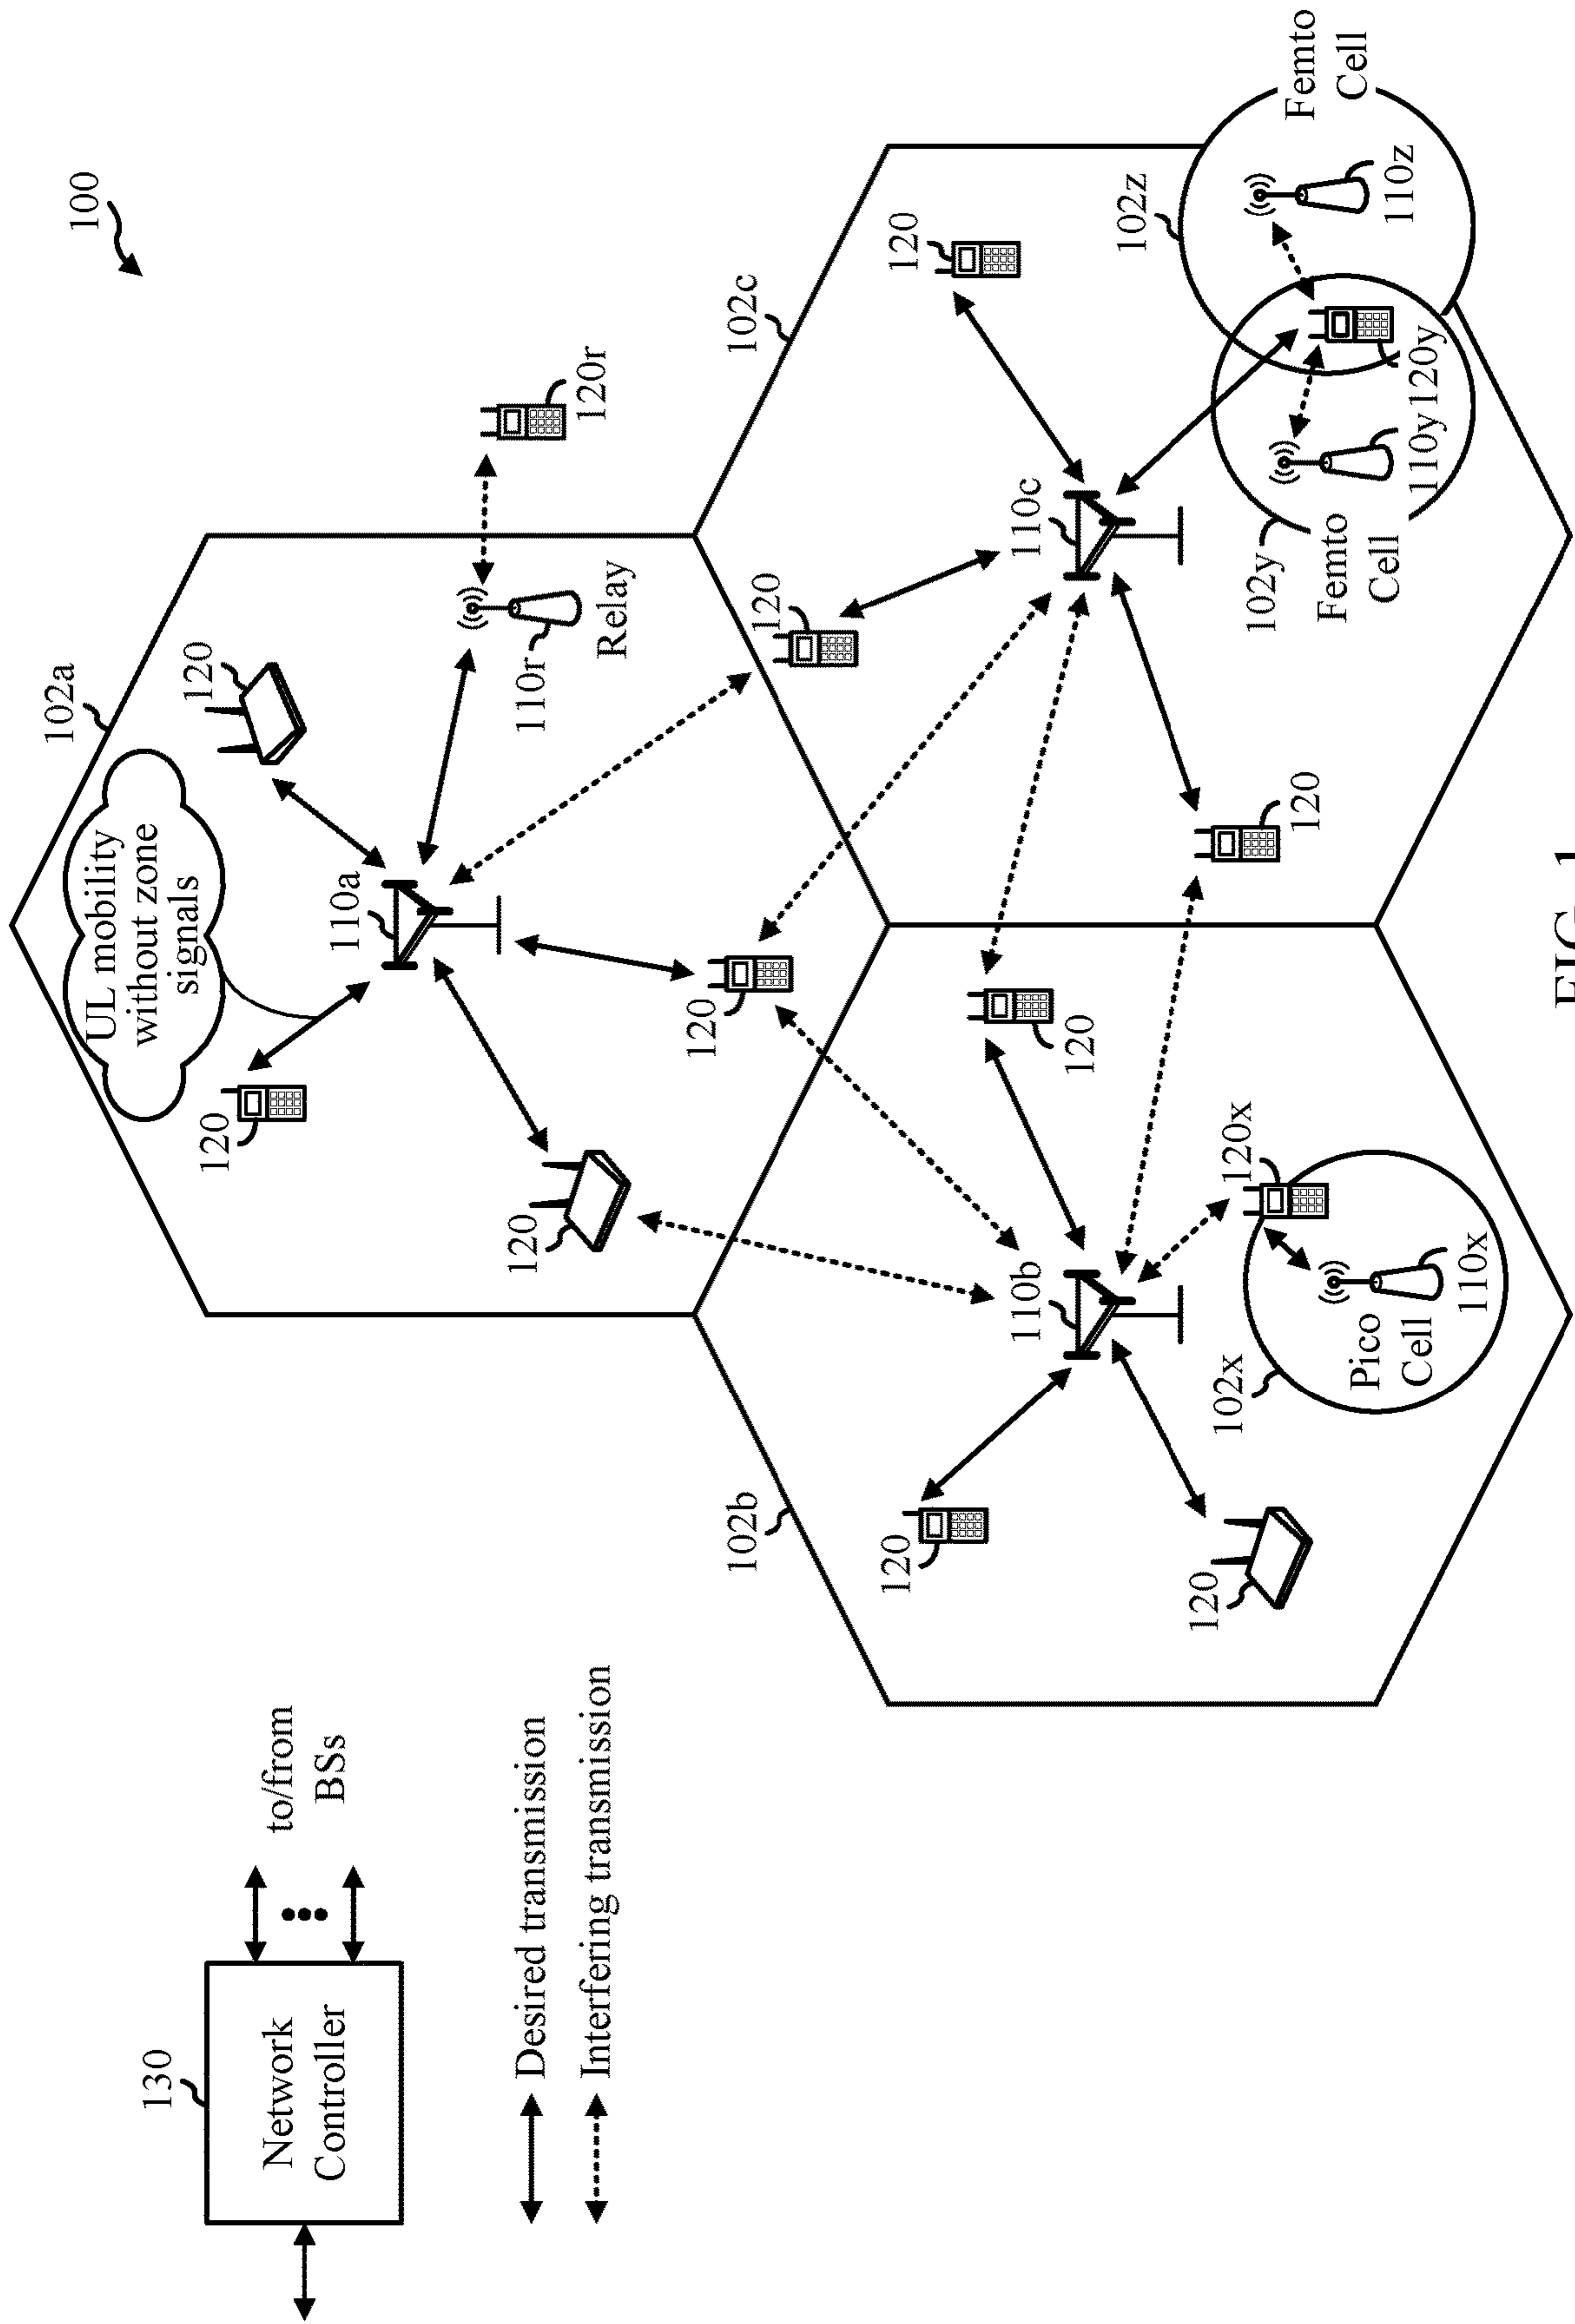 100
130
Network
Controller
to/from
BSs
Desired transmission
Interfering transmission
102a
UL mobility
without zone
signals
120
120
110a
120
120
110r
Relay
120r
102b
120
120
110b
120
120x
102x
Pico
Cell
110x
102c
120
120
110c
120
102y
Femto
Cell
110y
120y
102z
110z
Femto
Cell
FIG. 1